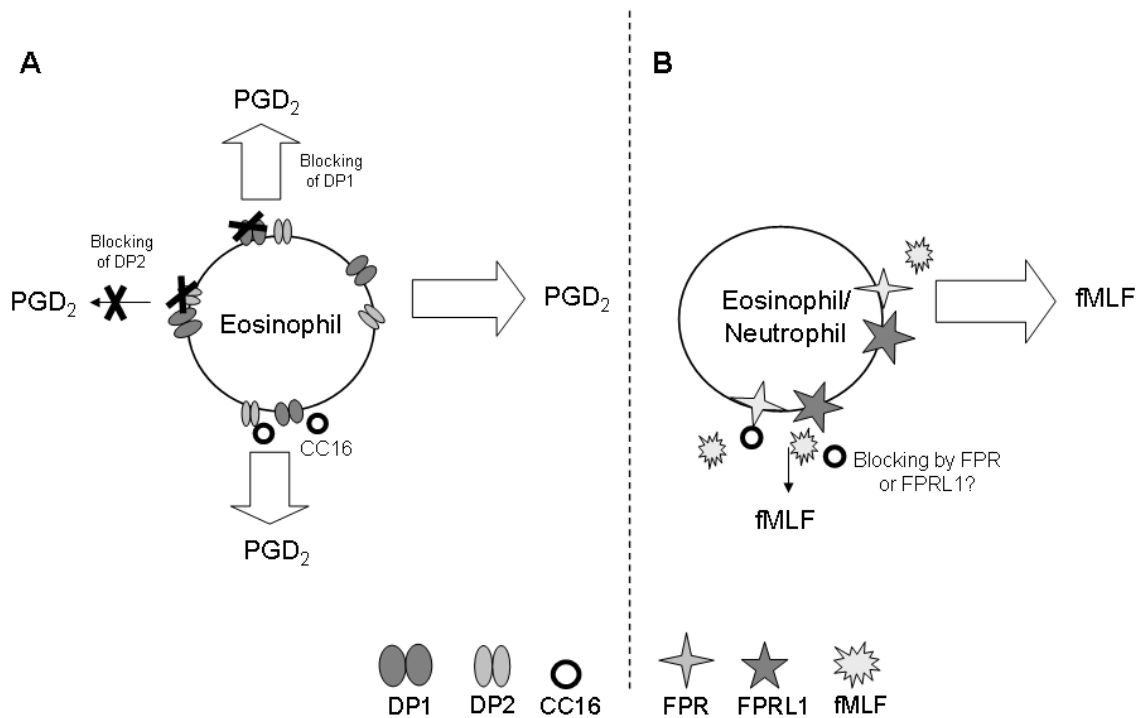 A
PGD₂
Blocking
of DP1
Blocking
of DP2
PGD₂
Eosinophil
PGD₂
CC16
PGD₂
DP1
DP2
CC16
B
Eosinophil/
Neutrophil
fMLF
Blocking by FPR
or FPRL1?
fMLF
FPR
FPRL1
fMLF